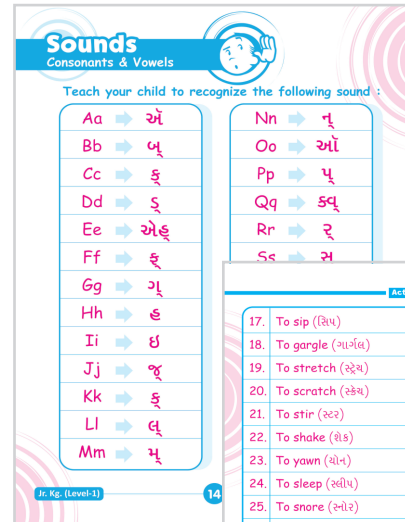 Sounds
Consonants & Vowels
Teach your child to recognize the following sound :
Aa ઍ
Bb બ્
Cc ક્
Dd ડ્
Ee એહ્
Ff ફ્
Gg ગ્
Hh હ
Ii ઇ
Jj જ્
Kk ક્
Ll લ્
Mm મ્
Jr. Kg. (Level-1)
14
Nn ન્
Oo ઑ
Pp પ્
Qq ક્વ્
Rr ર્
Ss સ્
17. To sip (સિપ)
18. To gargle (ગાર્ગલ)
19. To stretch (સ્ટ્રેચ)
20. To scratch (સ્ક્રેચ)
21. To stir (સ્ટર)
22. To shake (શેક)
23. To yawn (યૉન)
24. To sleep (સ્લીપ)
25. To snore (સ્નોર)